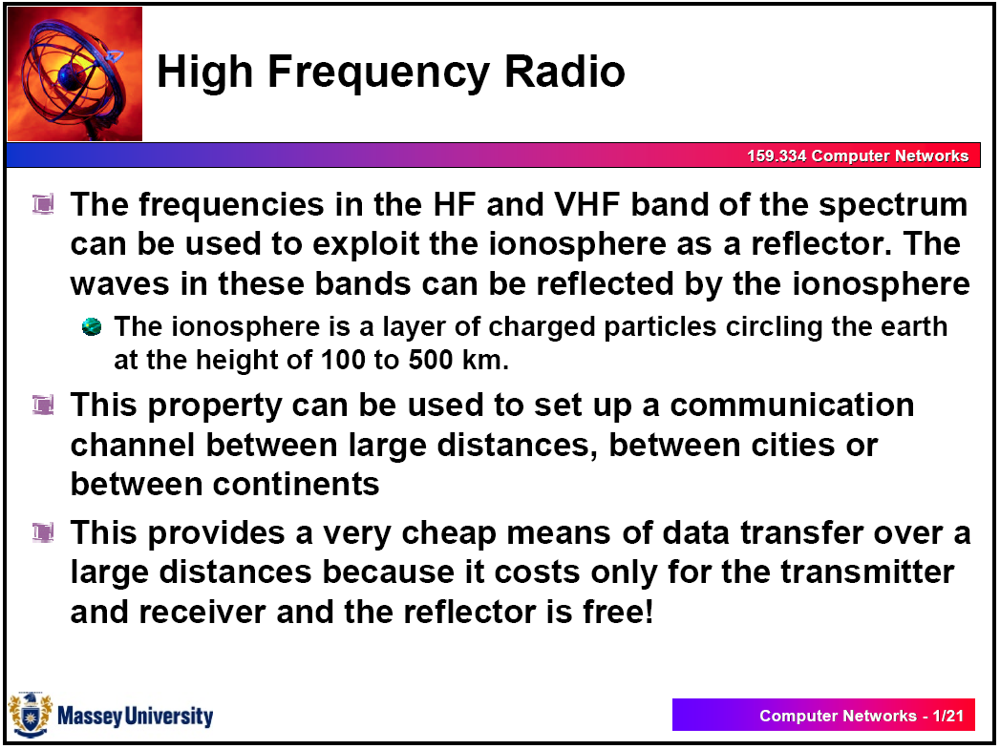 High Frequency Radio
159.334 Computer Networks
The frequencies in the HF and VHF band of the spectrum
can be used to exploit the ionosphere as a reflector. The
waves in these bands can be reflected by the ionosphere
The ionosphere is a layer of charged particles circling the earth
at the height of 100 to 500 km.
This property can be used to set up a communication
channel between large distances, between cities or
between continents
This provides a very cheap means of data transfer over a
large distances because it costs only for the transmitter
and receiver and the reflector is free!
Massey University
Computer Networks - 1/21